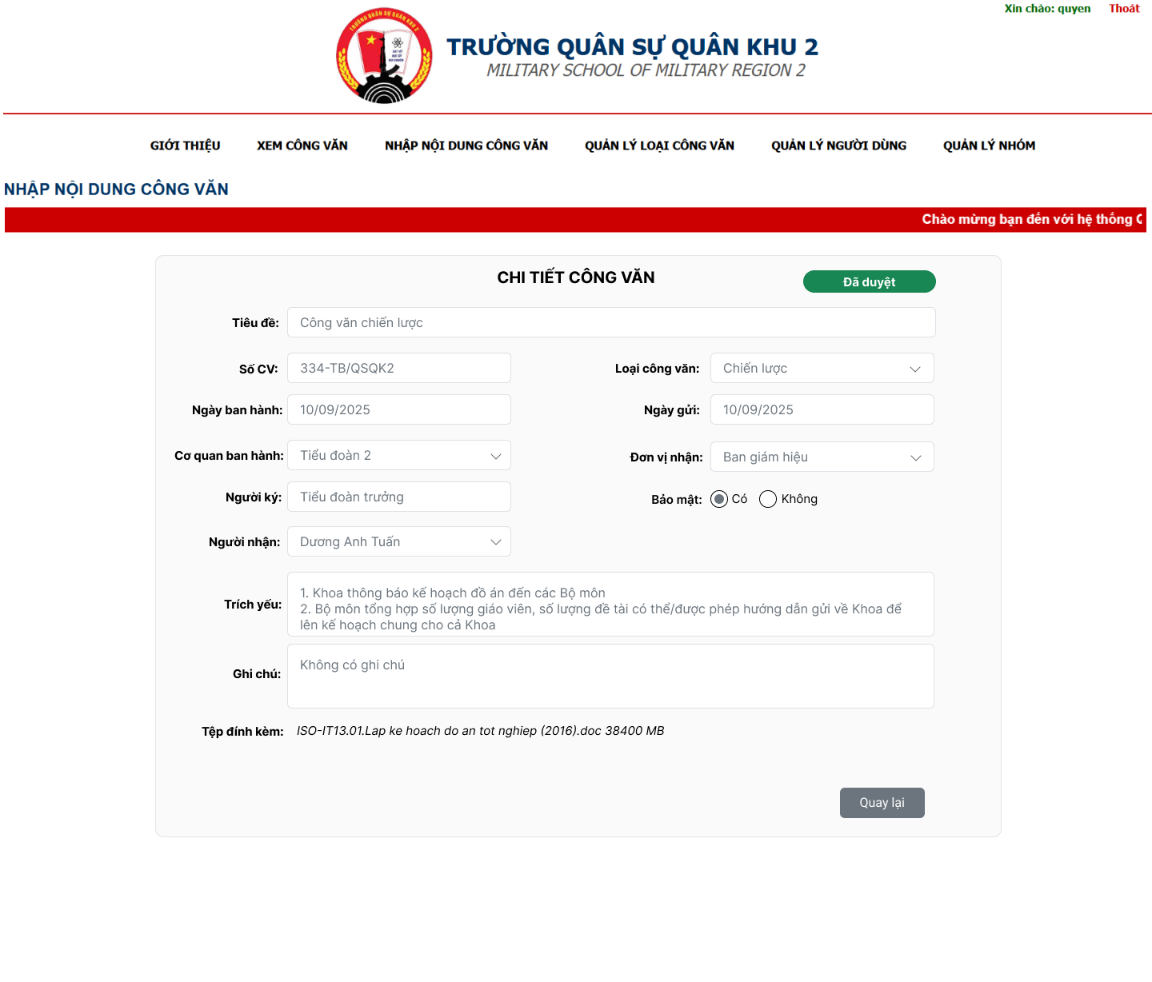 Xin chào: quyen Thoát
TRƯỜNG QUÂN SỰ QUÂN KHU 2
TRƯỜNG QUÂN SỰ QUÂN KHU 2
MILITARY SCHOOL OF MILITARY REGION 2
GIỚI THIỆU XEM CÔNG VĂN NHẬP NỘI DUNG CÔNG VĂN QUẢN LÝ LOẠI CÔNG VĂN QUẢN LÝ NGƯỜI DÙNG QUẢN LÝ NHÓM
NHẬP NỘI DUNG CÔNG VĂN
Chào mừng bạn đến với hệ thống
CHI TIẾT CÔNG VĂN Đã duyệt
Tiêu đề: Công văn chiến lược
Số CV: 334-TB/QSQK2 Loại công văn: Chiến lược
Ngày ban hành: 10/09/2025 Ngày gửi: 10/09/2025
Cơ quan ban hành: Tiểu đoàn 2 Đơn vị nhận: Ban giám hiệu
Người ký: Tiểu đoàn trưởng Bảo mật: Có Không
Người nhận: Dương Anh Tuấn
Trích yếu: 1. Khoa thông báo kế hoạch đồ án đến các Bộ môn
2. Bộ môn tổng hợp số lượng giáo viên, số lượng đề tài có thể/được phép hướng dẫn gửi về Khoa để
lên kế hoạch chung cho cả Khoa
Ghi chú: Không có ghi chú
Tệp đính kèm: ISO-IT13.01.Lap ke hoach do an tot nghiep (2016).doc 38400 MB
Quay lại